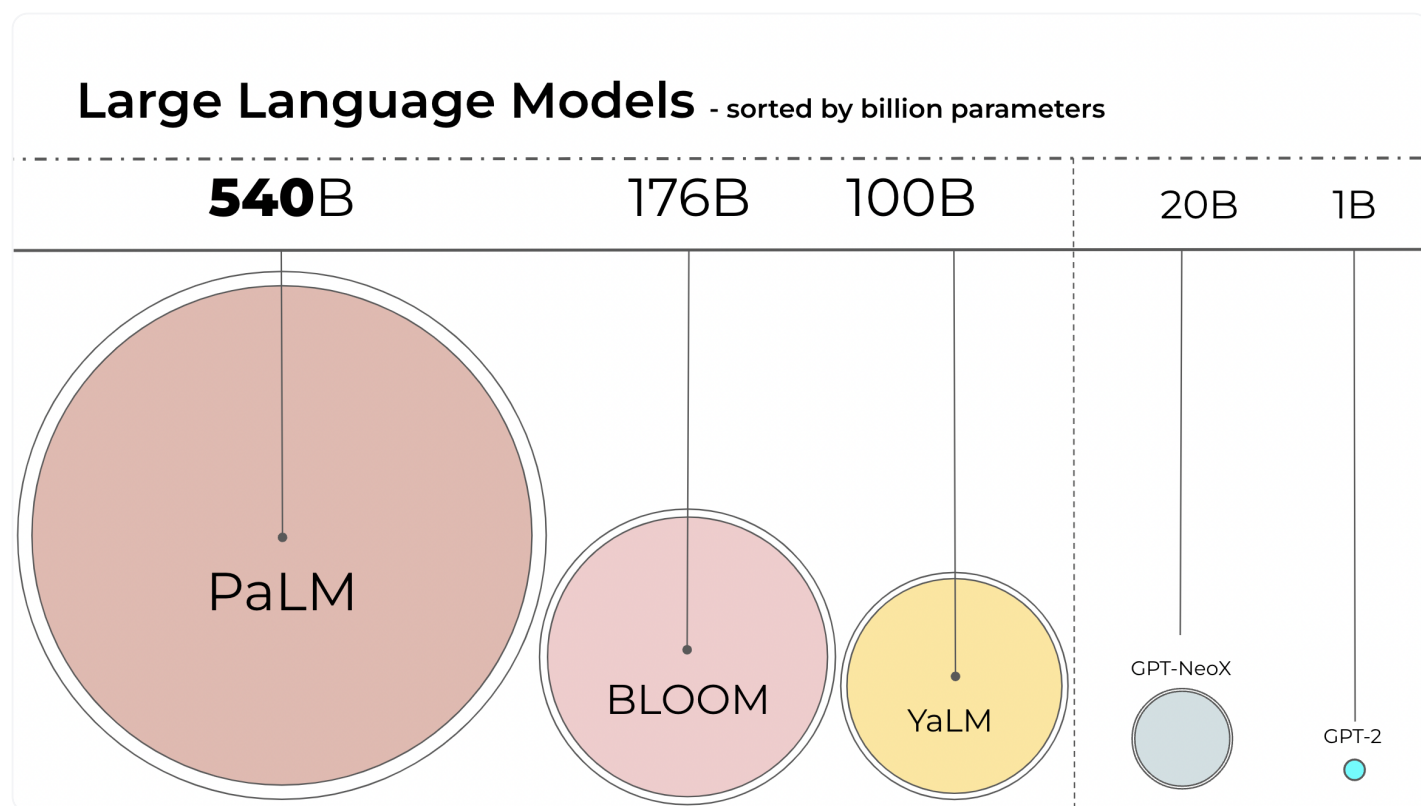 Large Language Models - sorted by billion parameters
540B 176B 100B 20B 1B
PaLM
BLOOM
YaLM
GPT-NeoX
GPT-2